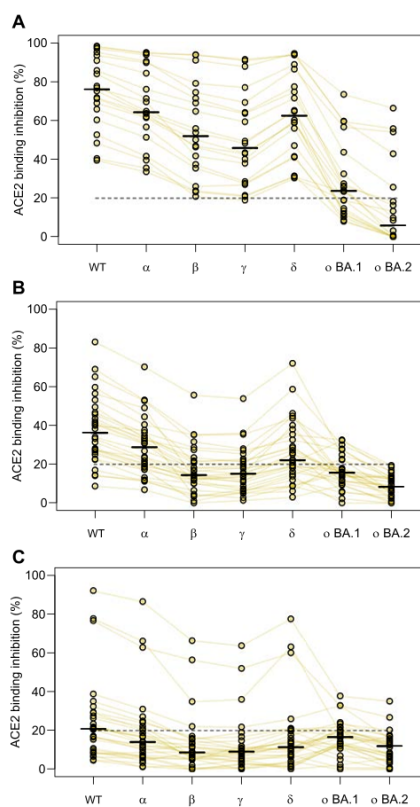 A
ACE2 binding inhibition (%)
100
80
60
40
20
0
WT α β γ δ ο BA.1 ο BA.2
B
ACE2 binding inhibition (%)
100
80
60
40
20
0
WT α β γ δ ο BA.1 ο BA.2
C
ACE2 binding inhibition (%)
100
80
60
40
20
0
WT α β γ δ ο BA.1 ο BA.2